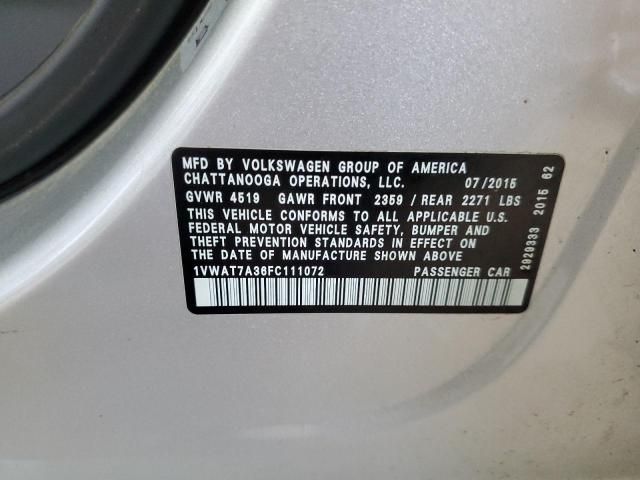 MFD BY VOLKSWAGEN GROUP OF AMERICA
CHATTANOOGA OPERATIONS, LLC. 07/2015
GVWR 4519 GAWR FRONT 2359 / REAR 2271 LBS
THIS VEHICLE CONFORMS TO ALL APPLICABLE U.S.
FEDERAL MOTOR VEHICLE SAFETY, BUMPER AND
THEFT PREVENTION STANDARDS IN EFFECT ON
THE DATE OF MANUFACTURE SHOWN ABOVE
1VWAT7A36FC111072 PASSENGER CAR
2929333 2015 62